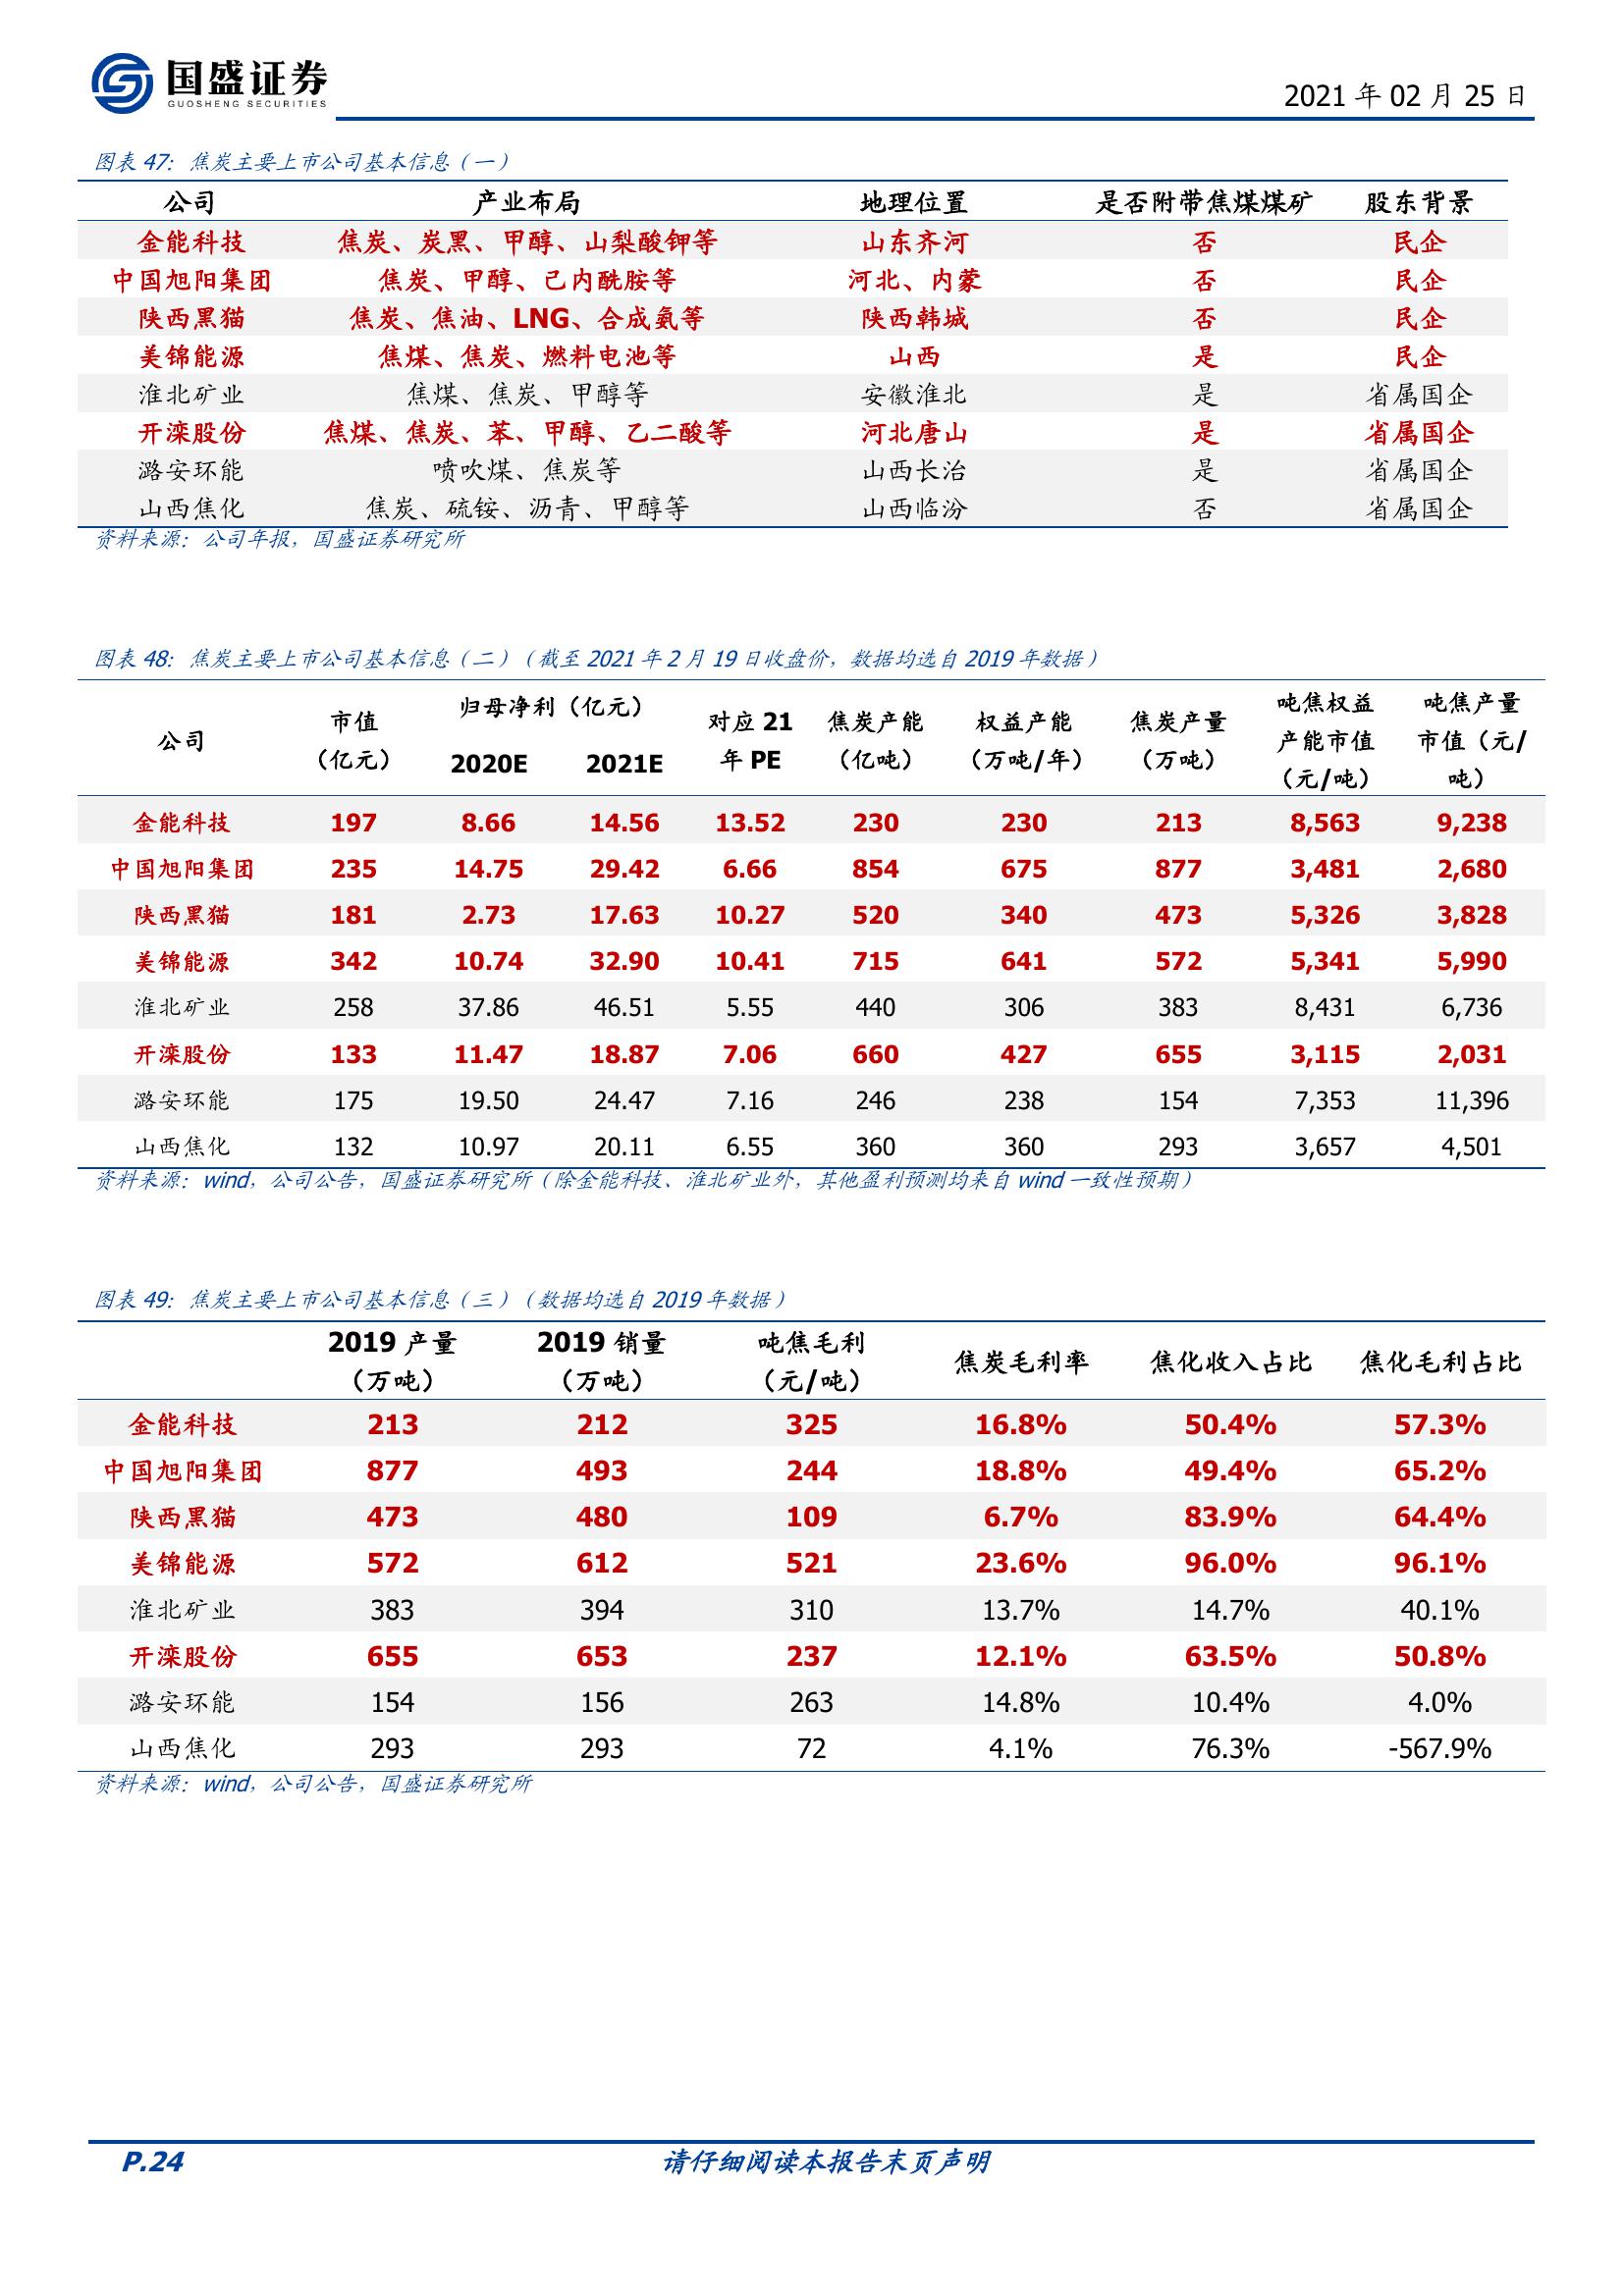 国盛证券
GUOSHENG SECURITIES
2021 年 02 月 25 日
图表 47：焦炭主要上市公司基本信息（一）
公司 产业布局 地理位置 是否附带焦煤煤矿 股东背景
金能科技 焦炭、炭黑、甲醇、山梨酸钾等 山东齐河 否 民企
中国旭阳集团 焦炭、甲醇、己内酰胺等 河北、内蒙 否 民企
陕西黑猫 焦炭、焦油、LNG、合成氨等 陕西韩城 否 民企
美锦能源 焦煤、焦炭、燃料电池等 山西 是 民企
淮北矿业 焦煤、焦炭、甲醇等 安徽淮北 是 省属国企
开滦股份 焦煤、焦炭、苯、甲醇、乙二酸等 河北唐山 是 省属国企
潞安环能 喷吹煤、焦炭等 山西长治 是 省属国企
山西焦化 焦炭、硫铵、沥青、甲醇等 山西临汾 否 省属国企
资料来源：公司年报，国盛证券研究所
图表 48：焦炭主要上市公司基本信息（二）（截至 2021 年 2 月 19 日收盘价，数据均选自 2019 年数据）
公司 市值（亿元） 归母净利（亿元） 2020E 2021E 对应 21 年 PE 焦炭产能（亿吨） 权益产能（万吨/年） 焦炭产量（万吨） 吨焦权益产能市值（元/吨） 吨焦产量市值（元/吨）
金能科技 197 8.66 14.56 13.52 230 230 213 8,563 9,238
中国旭阳集团 235 14.75 29.42 6.66 854 675 877 3,481 2,680
陕西黑猫 181 2.73 17.63 10.27 520 340 473 5,326 3,828
美锦能源 342 10.74 32.90 10.41 715 641 572 5,341 5,990
淮北矿业 258 37.86 46.51 5.55 440 306 383 8,431 6,736
开滦股份 133 11.47 18.87 7.06 660 427 655 3,115 2,031
潞安环能 175 19.50 24.47 7.16 246 238 154 7,353 11,396
山西焦化 132 10.97 20.11 6.55 360 360 293 3,657 4,501
资料来源：wind，公司公告，国盛证券研究所（除金能科技、淮北矿业外，其他盈利预测均来自 wind 一致性预期）
图表 49：焦炭主要上市公司基本信息（三）（数据均选自 2019 年数据）
2019 产量（万吨） 2019 销量（万吨） 吨焦毛利（元/吨） 焦炭毛利率 焦化收入占比 焦化毛利占比
金能科技 213 212 325 16.8% 50.4% 57.3%
中国旭阳集团 877 493 244 18.8% 49.4% 65.2%
陕西黑猫 473 480 109 6.7% 83.9% 64.4%
美锦能源 572 612 521 23.6% 96.0% 96.1%
淮北矿业 383 394 310 13.7% 14.7% 40.1%
开滦股份 655 653 237 12.1% 63.5% 50.8%
潞安环能 154 156 263 14.8% 10.4% 4.0%
山西焦化 293 293 72 4.1% 76.3% -567.9%
资料来源：wind，公司公告，国盛证券研究所
P.24 请仔细阅读本报告末页声明